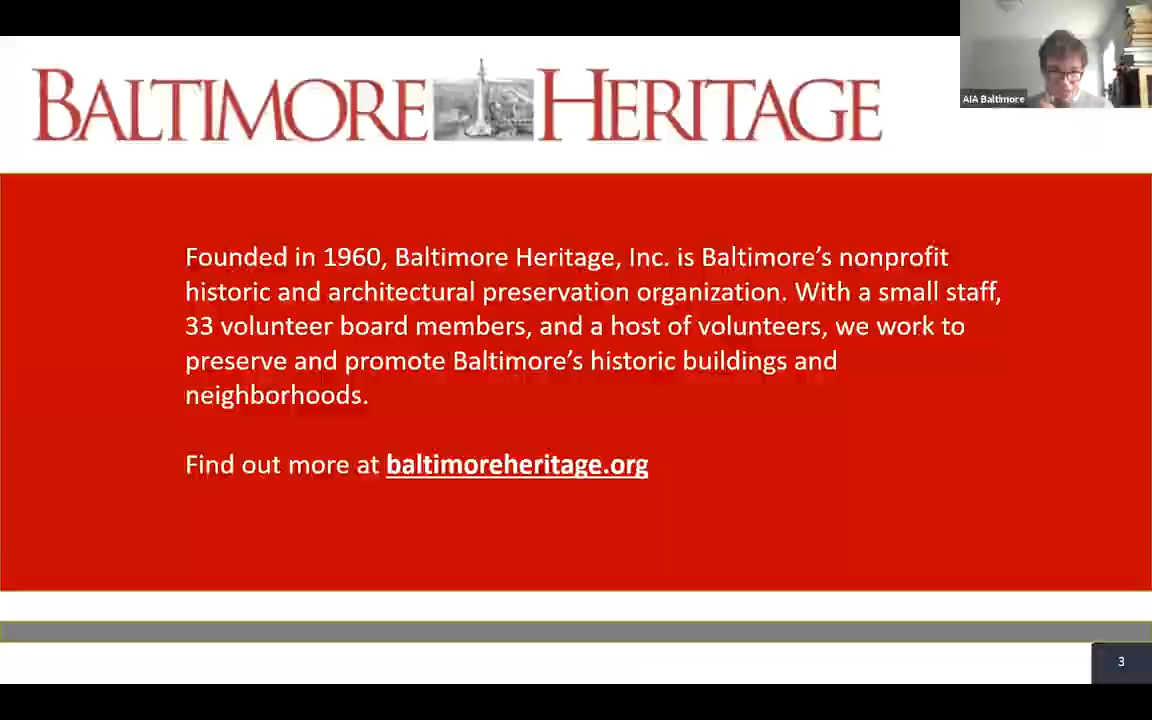 BALTIMORE HERITAGE
AIA Baltimore
Founded in 1960, Baltimore Heritage, Inc. is Baltimore’s nonprofit
historic and architectural preservation organization. With a small staff,
33 volunteer board members, and a host of volunteers, we work to
preserve and promote Baltimore’s historic buildings and
neighborhoods.
Find out more at baltimoreheritage.org
3